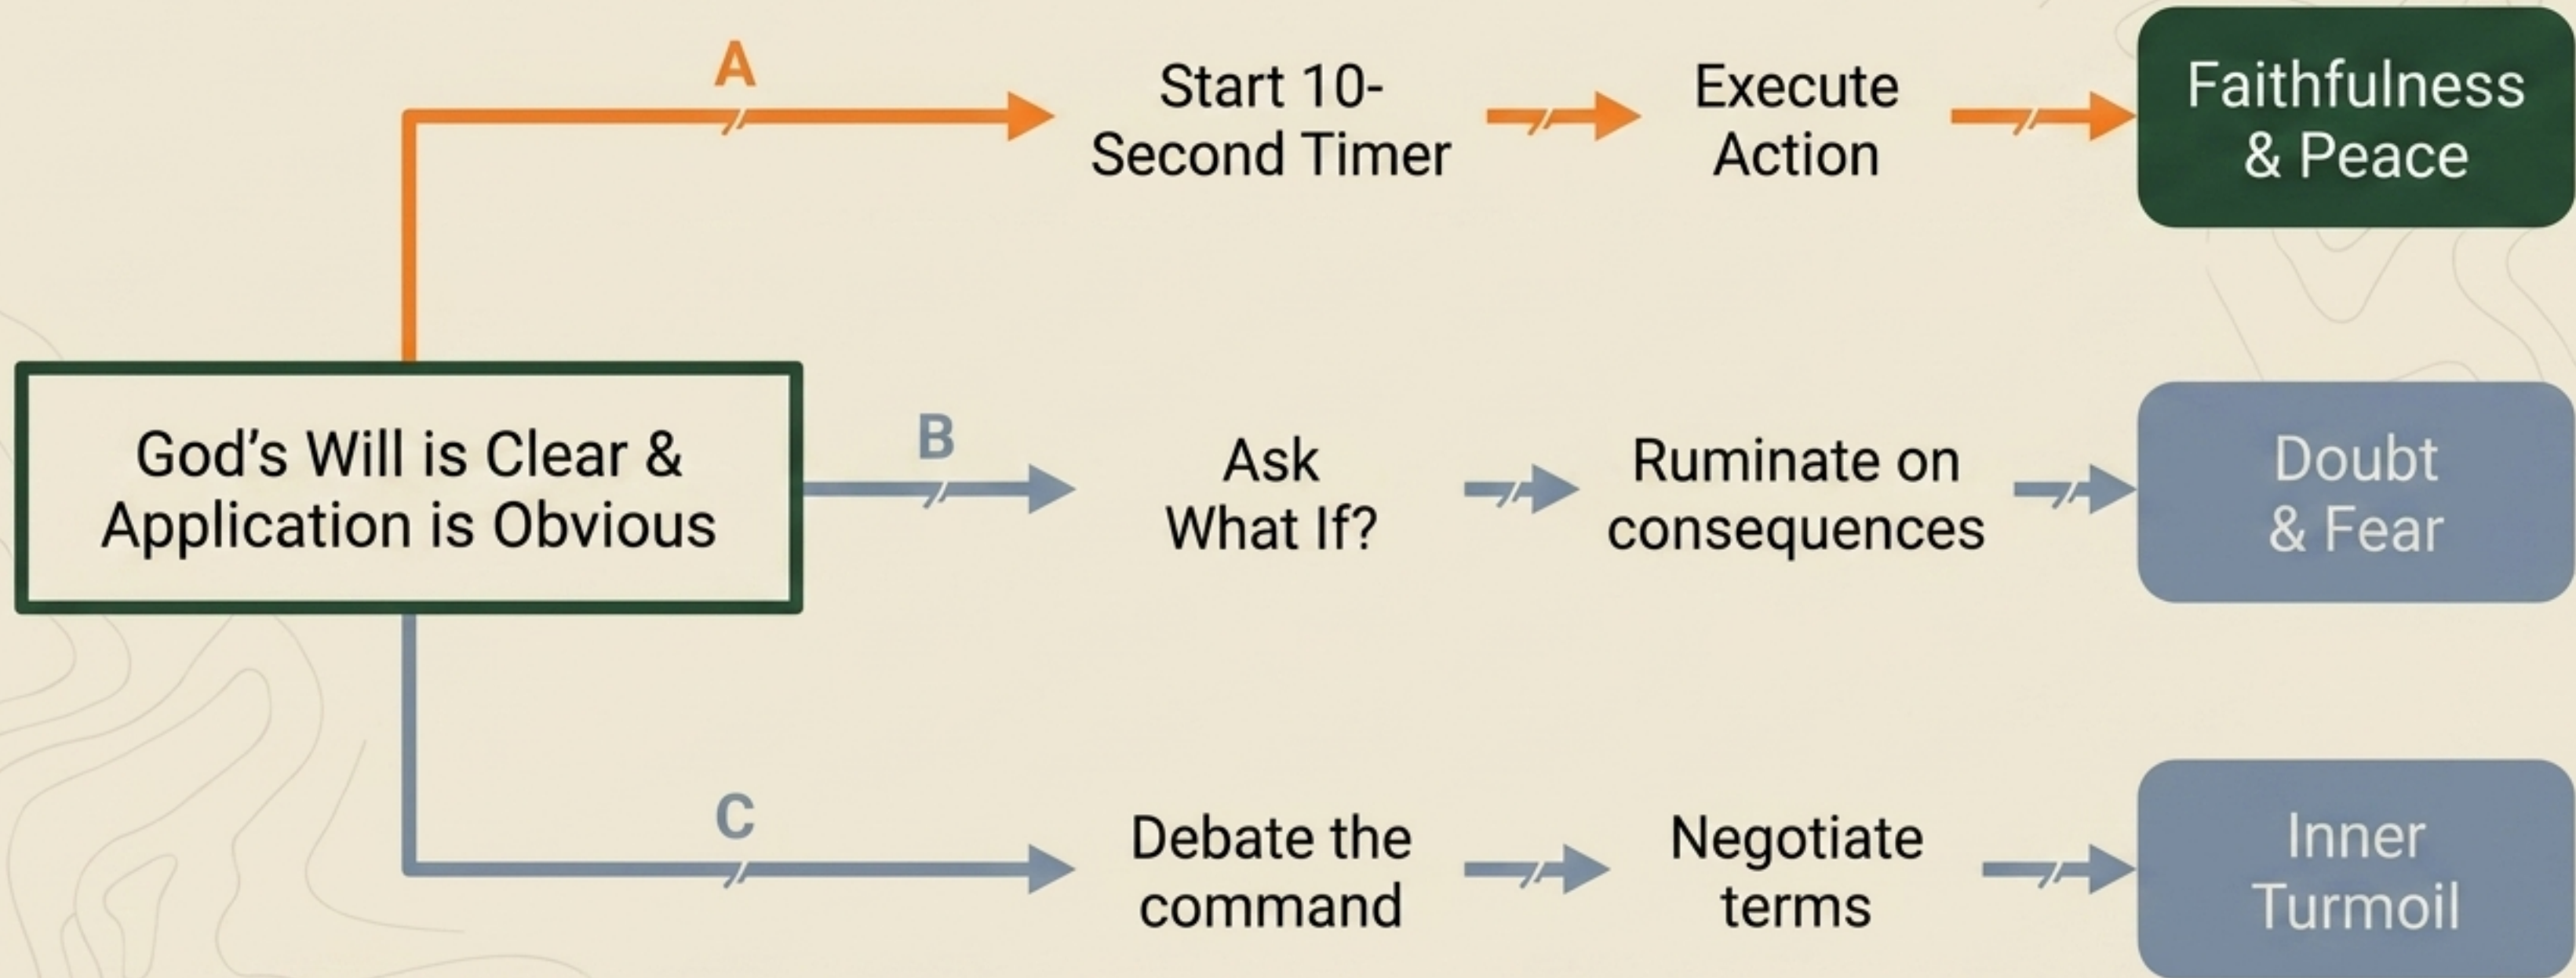 A
Start 10-
Second Timer
Execute
Action
Faithfulness
& Peace
God’s Will is Clear &
Application is Obvious
B
Ask
What If?
Ruminate on
consequences
Doubt
& Fear
C
Debate the
command
Negotiate
terms
Inner
Turmoil